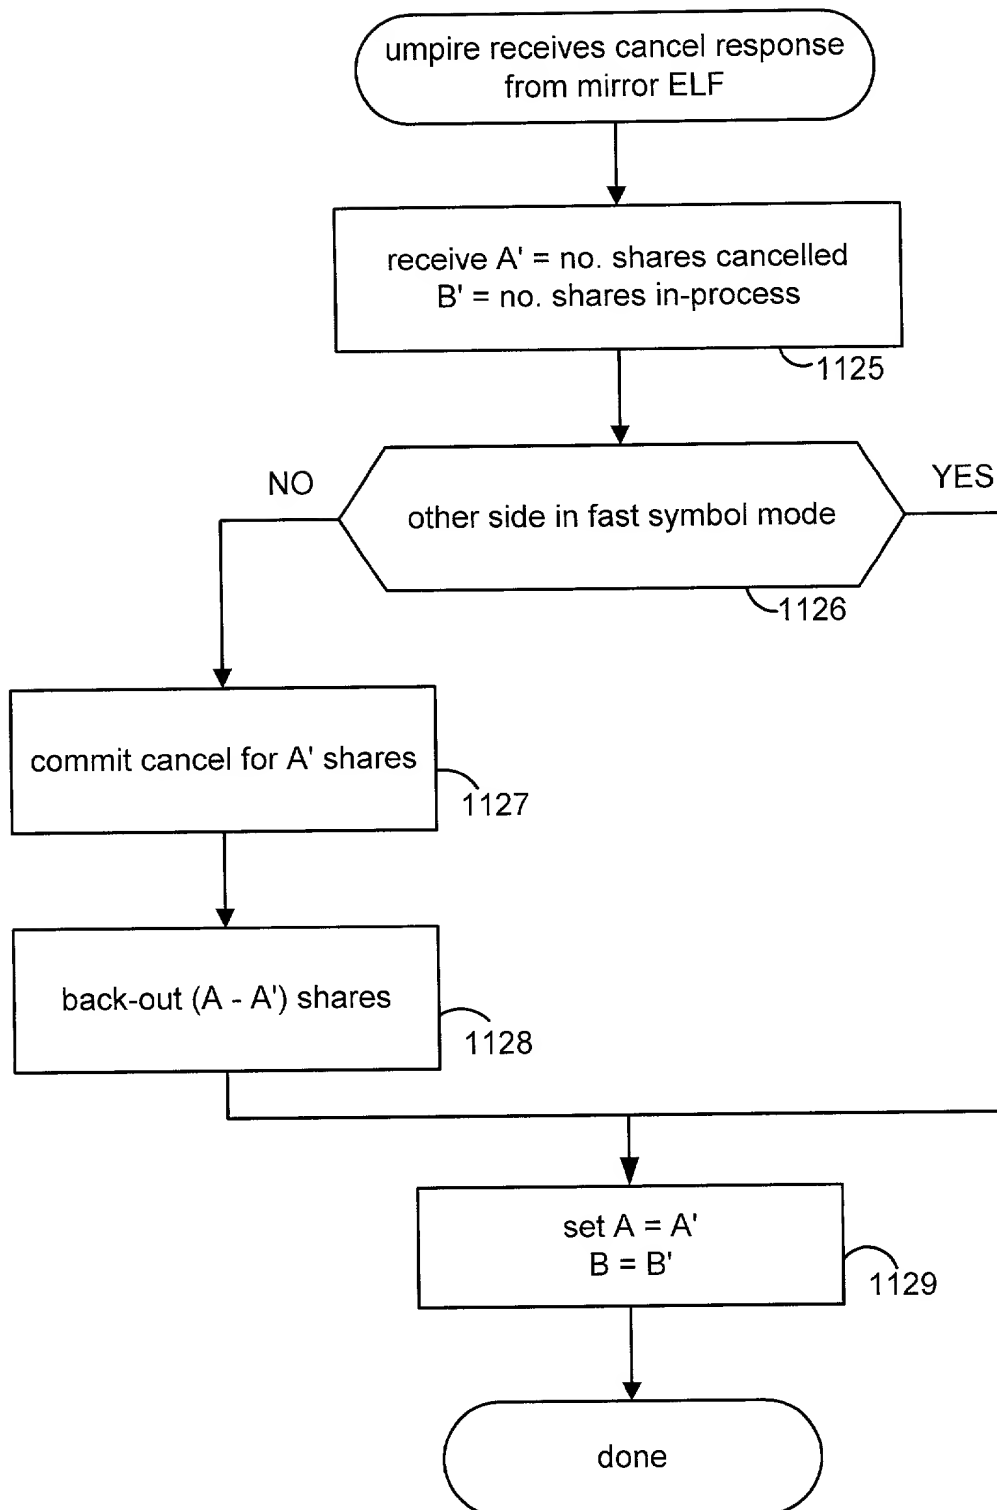 umpire receives cancel response
from mirror ELF
receive A' = no. shares cancelled
B' = no. shares in-process
1125
NO
YES
other side in fast symbol mode
1126
commit cancel for A' shares
1127
back-out (A - A') shares
1128
set A = A'
B = B'
1129
done